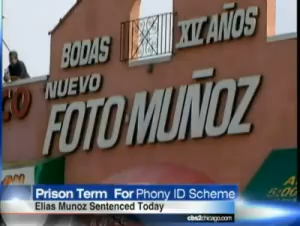 BODAS XV AÑOS
NUEVO
FOTO MUÑOZ
Prison Term For Phony ID Scheme
Elias Munoz Sentenced Today
cbs2chicago.com